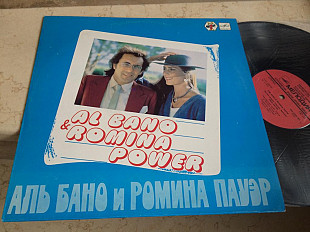 AL BANO
& ROMINA
POWER
АЛЬ БАНО И РОМИНА ПАУЭР